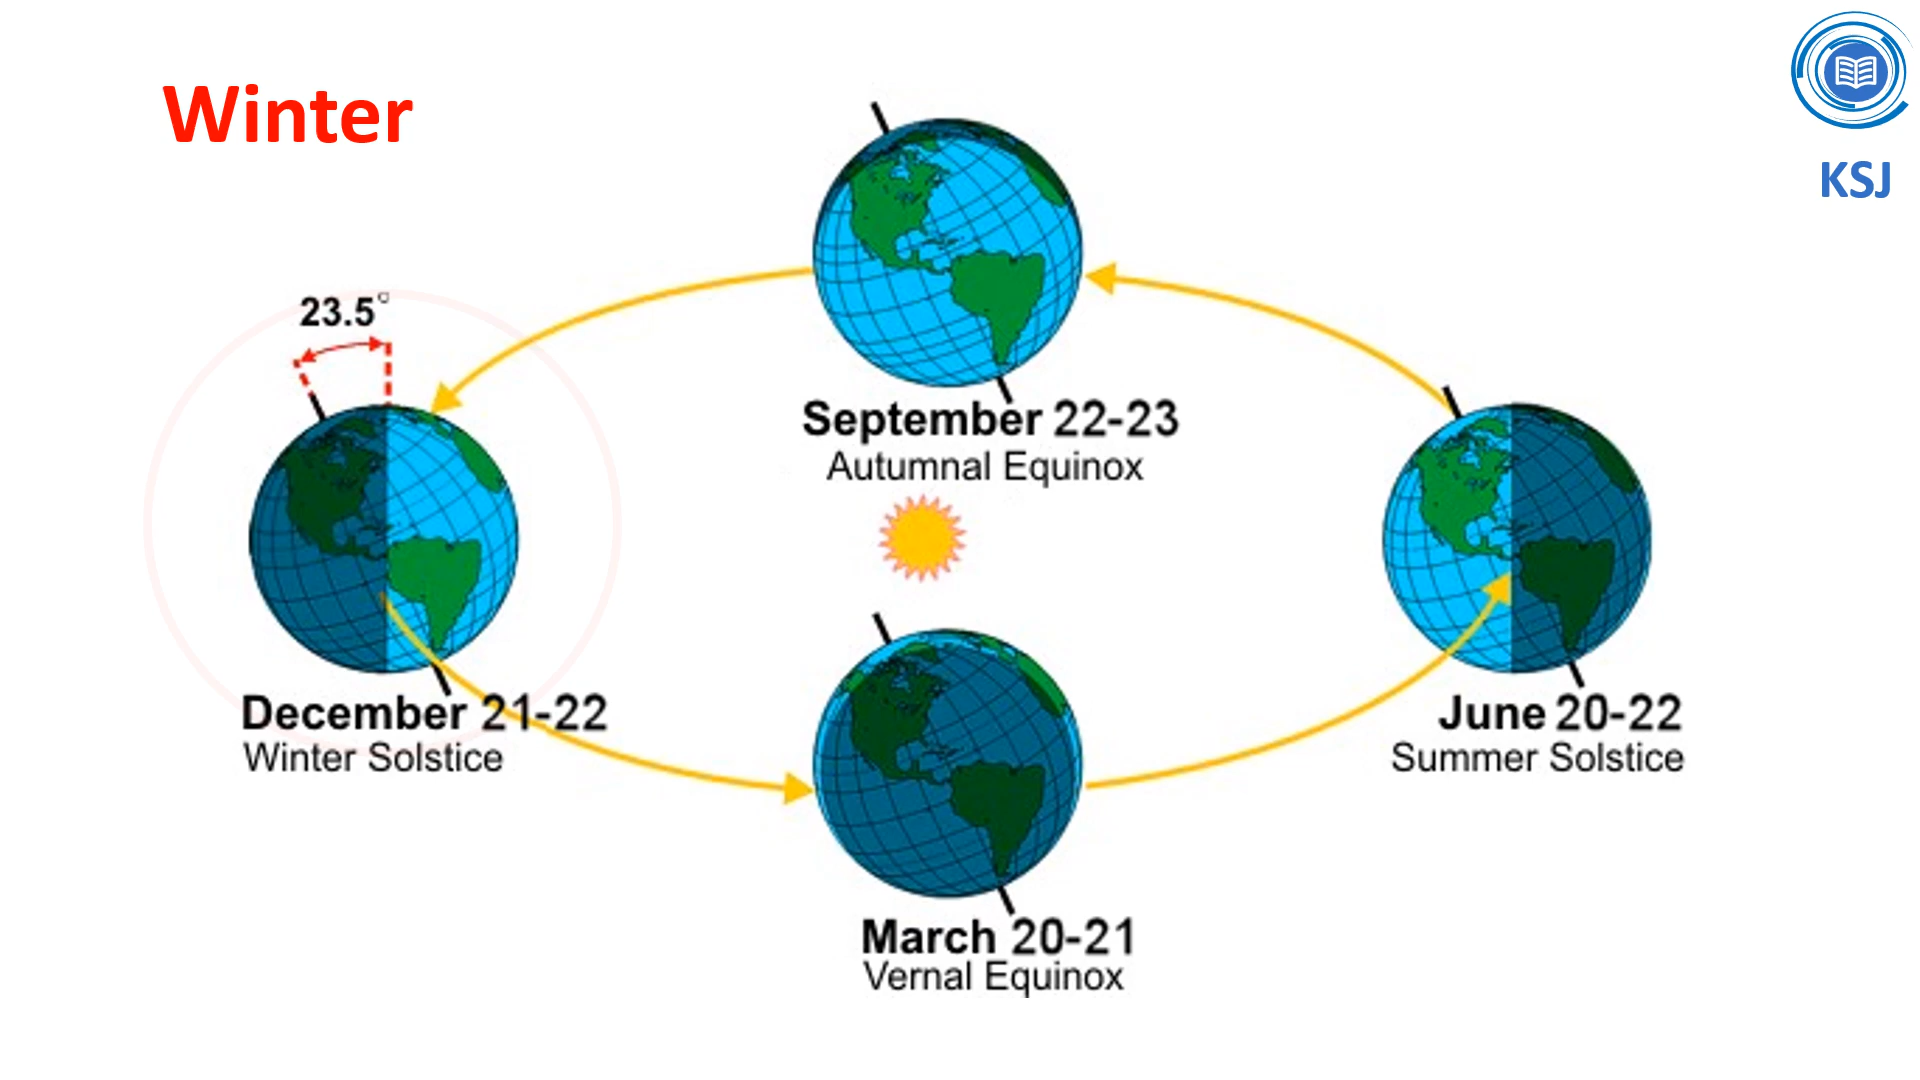 Winter
KSJ
23.5°
September 22-23
Autumnal Equinox
December 21-22
Winter Solstice
June 20-22
Summer Solstice
March 20-21
Vernal Equinox